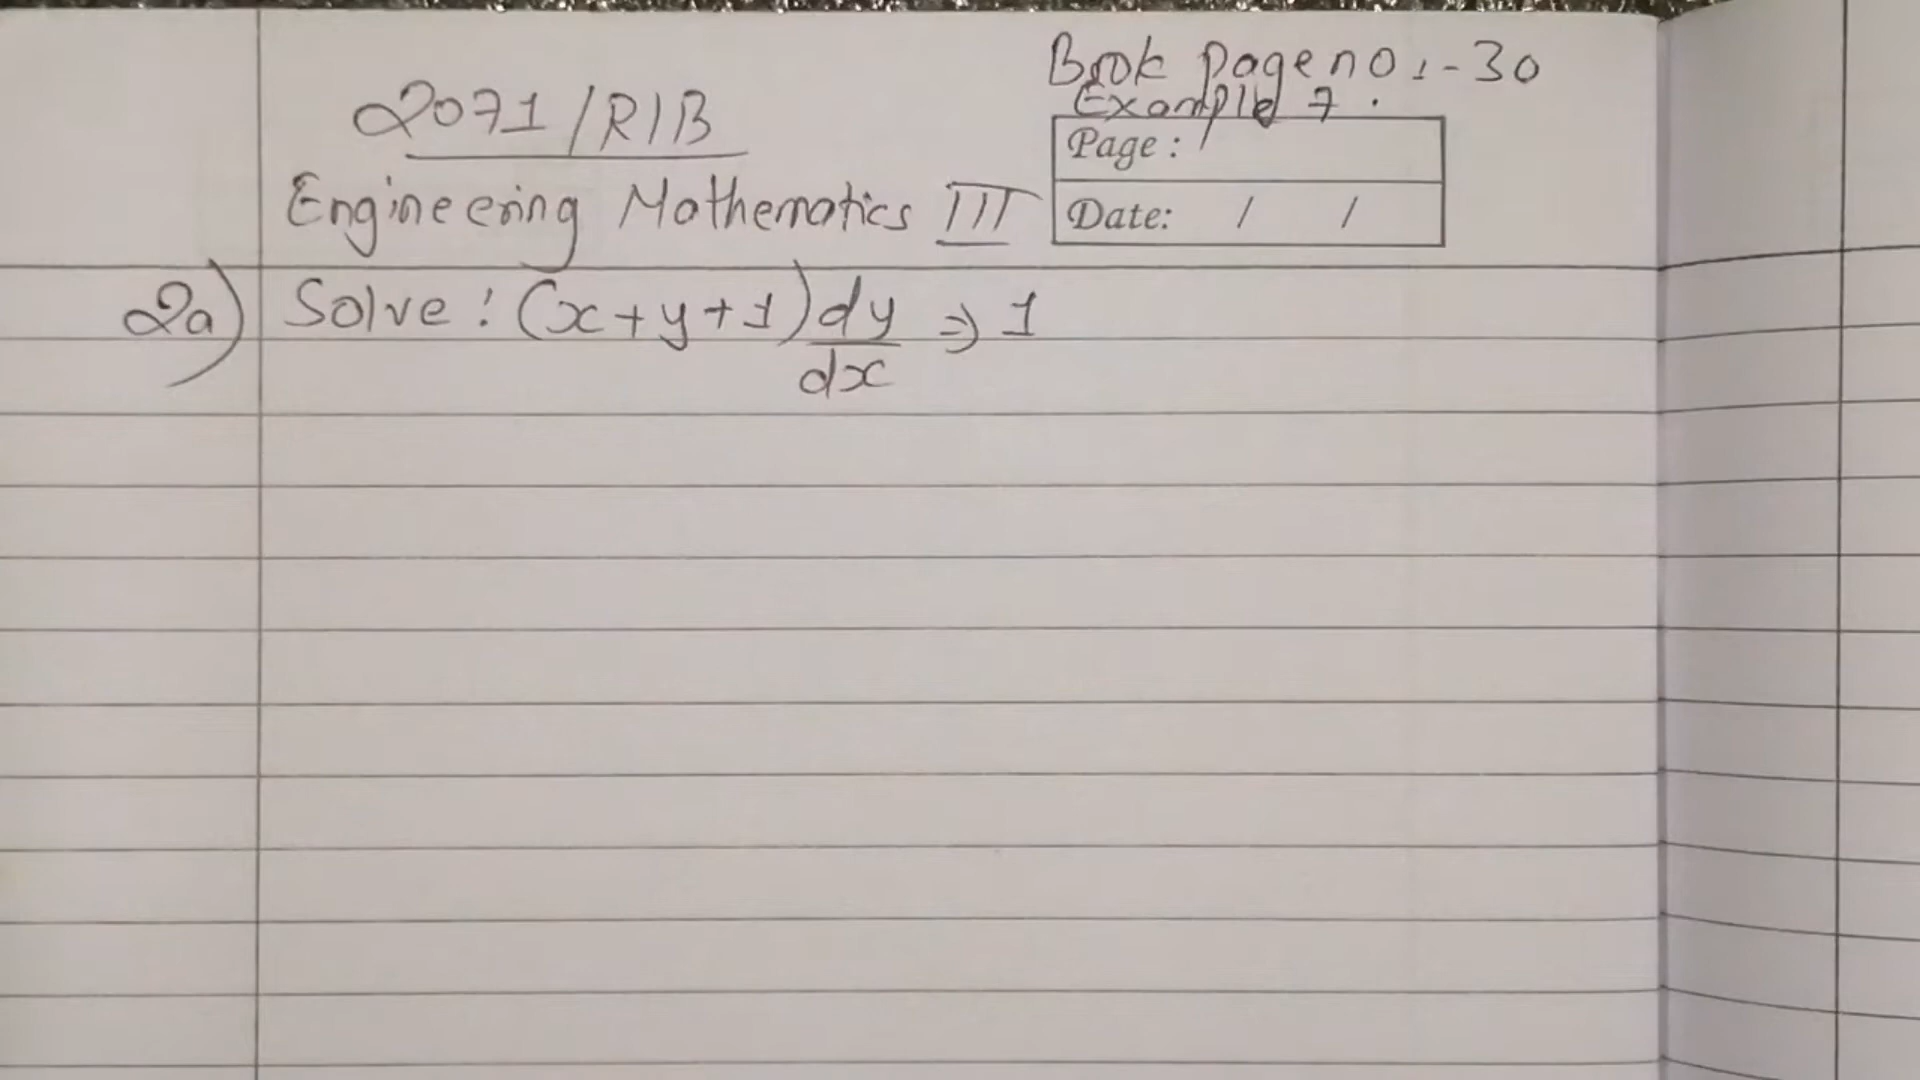 Book page no :- 30
Example 7.
2071/R/B
Page :
Engineering Mathematics III
Date: / /
2a) Solve : (x+y+1) dy/dx => 1